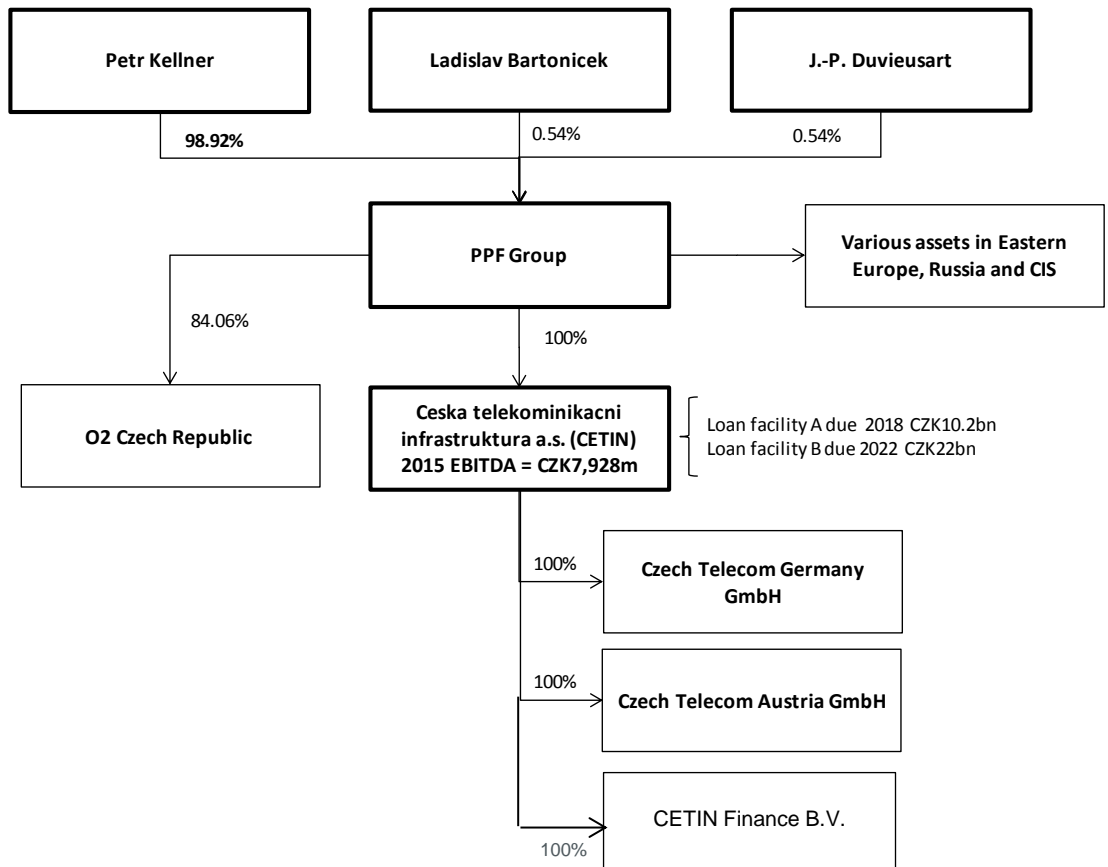 Petr Kellner
Ladislav Bartonicek
J.-P. Duvieusart
98.92%
0.54%
0.54%
PPF Group
Various assets in Eastern
Europe, Russia and CIS
84.06%
100%
O2 Czech Republic
Ceska telekominikacni
infrastruktura a.s. (CETIN)
2015 EBITDA = CZK7,928m
Loan facility A due 2018 CZK10.2bn
Loan facility B due 2022 CZK22bn
100%
Czech Telecom Germany
GmbH
100%
Czech Telecom Austria GmbH
CETIN Finance B.V.
100%